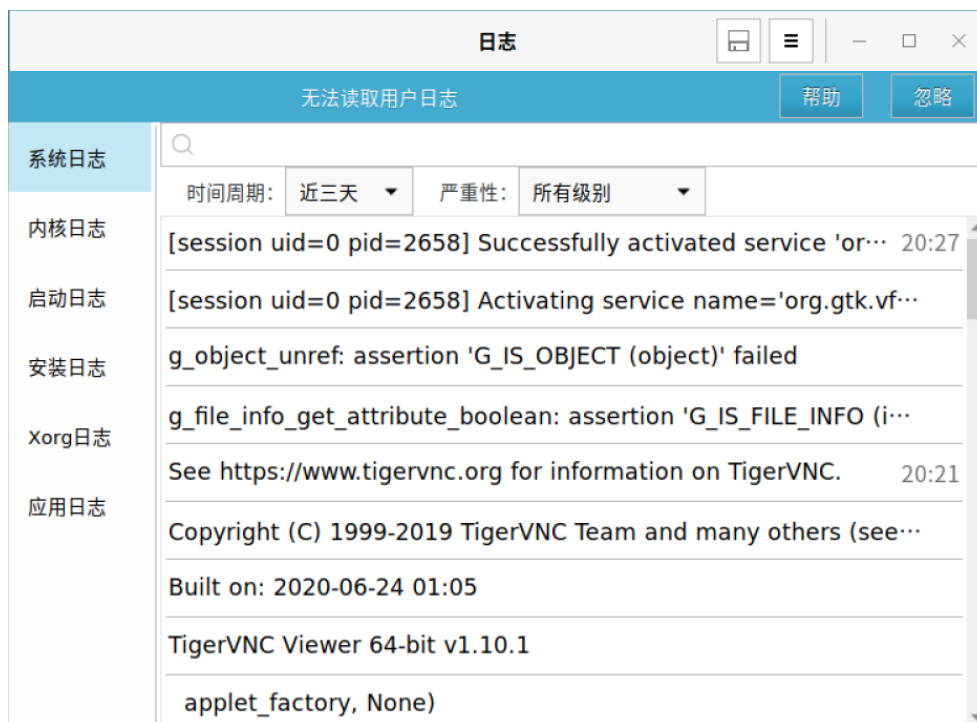 日志
无法读取用户日志 帮助 忽略
系统日志
内核日志
启动日志
安装日志
Xorg日志
应用日志
时间周期: 近三天 严重性: 所有级别
[session uid=0 pid=2658] Successfully activated service 'or… 20:27
[session uid=0 pid=2658] Activating service name='org.gtk.vf…
g_object_unref: assertion 'G_IS_OBJECT (object)' failed
g_file_info_get_attribute_boolean: assertion 'G_IS_FILE_INFO (i…
See https://www.tigervnc.org for information on TigerVNC. 20:21
Copyright (C) 1999-2019 TigerVNC Team and many others (see…
Built on: 2020-06-24 01:05
TigerVNC Viewer 64-bit v1.10.1
applet_factory, None)